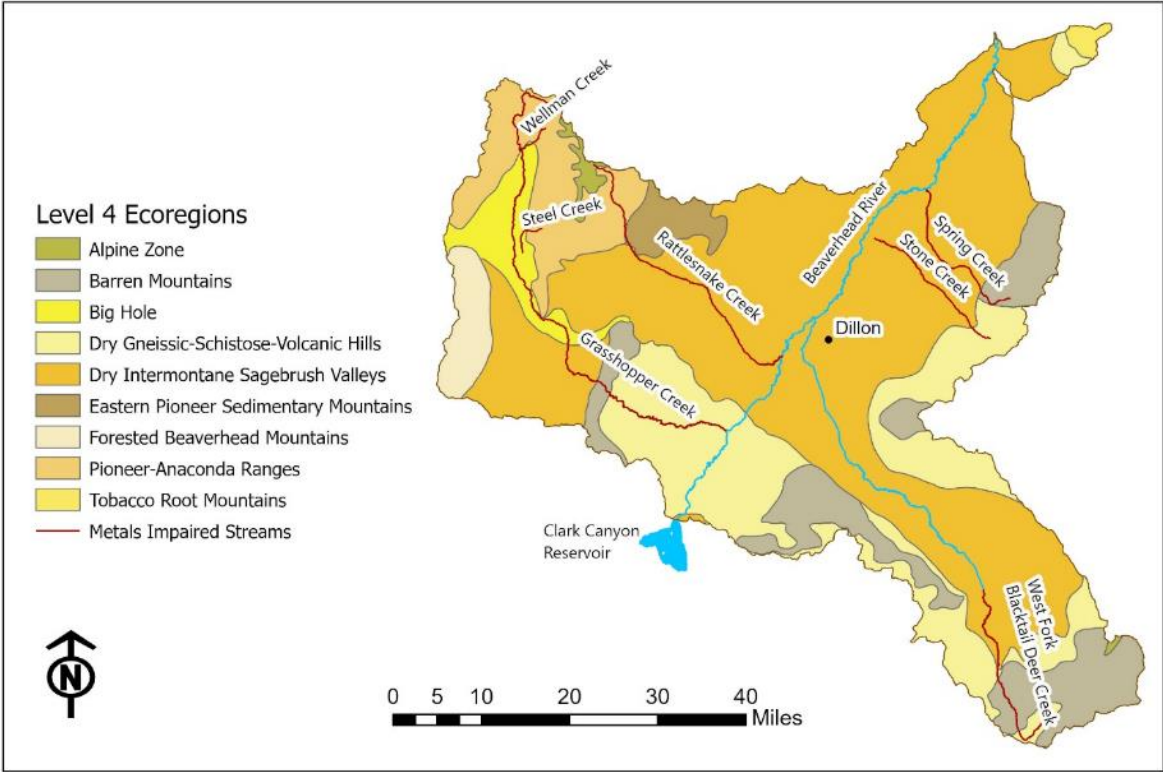 Level 4 Ecoregions
Alpine Zone
Barren Mountains
Big Hole
Dry Gneissic-Schistose-Volcanic Hills
Dry Intermontane Sagebrush Valleys
Eastern Pioneer Sedimentary Mountains
Forested Beaverhead Mountains
Pioneer-Anaconda Ranges
Tobacco Root Mountains
Metals Impaired Streams
Wellman Creek
Steel Creek
Rattlesnake Creek
Beaverhead River
Spring Creek
Stone Creek
Dillon
Grasshopper Creek
Clark Canyon
Reservoir
West Fork
Blacktail Deer Creek
N
0 5 10 20 30 40
Miles